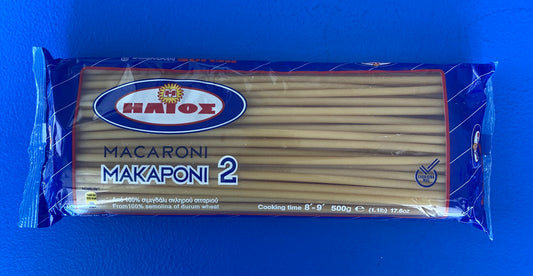 ΗΛΙΟΣ
MACARONI
ΜΑΚΑΡΟΝΙ 2
Από 100% σιμιγδάλι σκληρού σιταριού
From 100% semolina of durum wheat
Cooking time 8'-9' 500g ℮ (1.1lb) 17.6oz